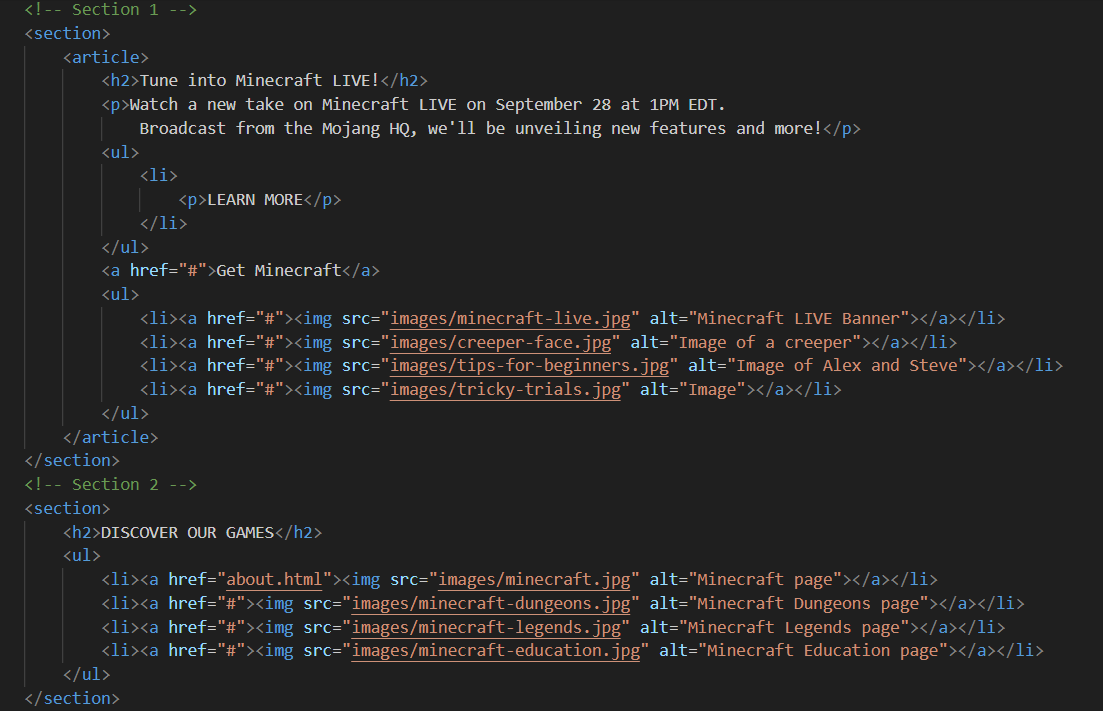 <!-- Section 1 -->
<section>
    <article>
        <h2>Tune into Minecraft LIVE!</h2>
        <p>Watch a new take on Minecraft LIVE on September 28 at 1PM EDT.
            Broadcast from the Mojang HQ, we'll be unveiling new features and more!</p>
        <ul>
            <li>
                <p>LEARN MORE</p>
            </li>
        </ul>
        <a href="#">Get Minecraft</a>
        <ul>
            <li><a href="#"><img src="images/minecraft-live.jpg" alt="Minecraft LIVE Banner"></a></li>
            <li><a href="#"><img src="images/creeper-face.jpg" alt="Image of a creeper"></a></li>
            <li><a href="#"><img src="images/tips-for-beginners.jpg" alt="Image of Alex and Steve"></a></li>
            <li><a href="#"><img src="images/tricky-trials.jpg" alt="Image"></a></li>
        </ul>
    </article>
</section>
<!-- Section 2 -->
<section>
    <h2>DISCOVER OUR GAMES</h2>
    <ul>
        <li><a href="about.html"><img src="images/minecraft.jpg" alt="Minecraft page"></a></li>
        <li><a href="#"><img src="images/minecraft-dungeons.jpg" alt="Minecraft Dungeons page"></a></li>
        <li><a href="#"><img src="images/minecraft-legends.jpg" alt="Minecraft Legends page"></a></li>
        <li><a href="#"><img src="images/minecraft-education.jpg" alt="Minecraft Education page"></a></li>
    </ul>
</section>